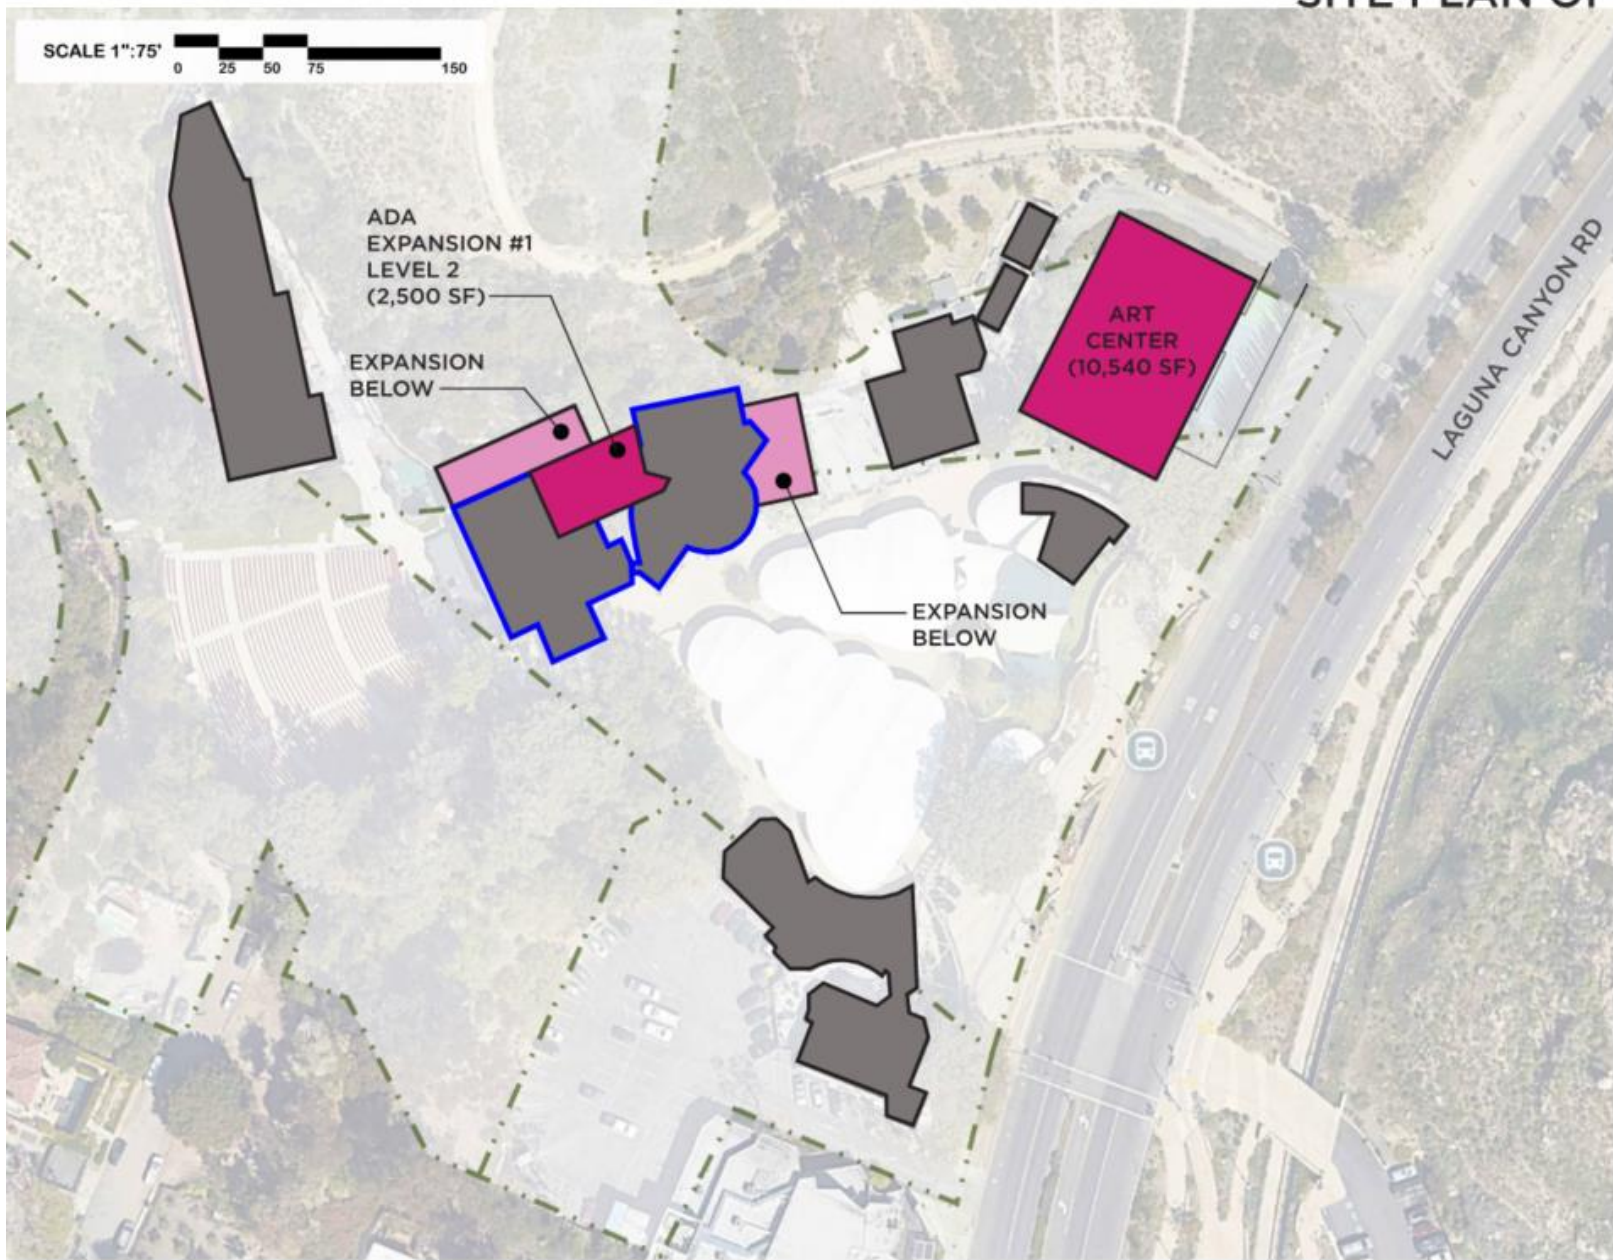 SITE PLAN OF
SCALE 1":75'
0 25 50 75 150
ADA
EXPANSION #1
LEVEL 2
(2,500 SF)
EXPANSION
BELOW
ART
CENTER
(10,540 SF)
LAGUNA CANYON RD
EXPANSION
BELOW